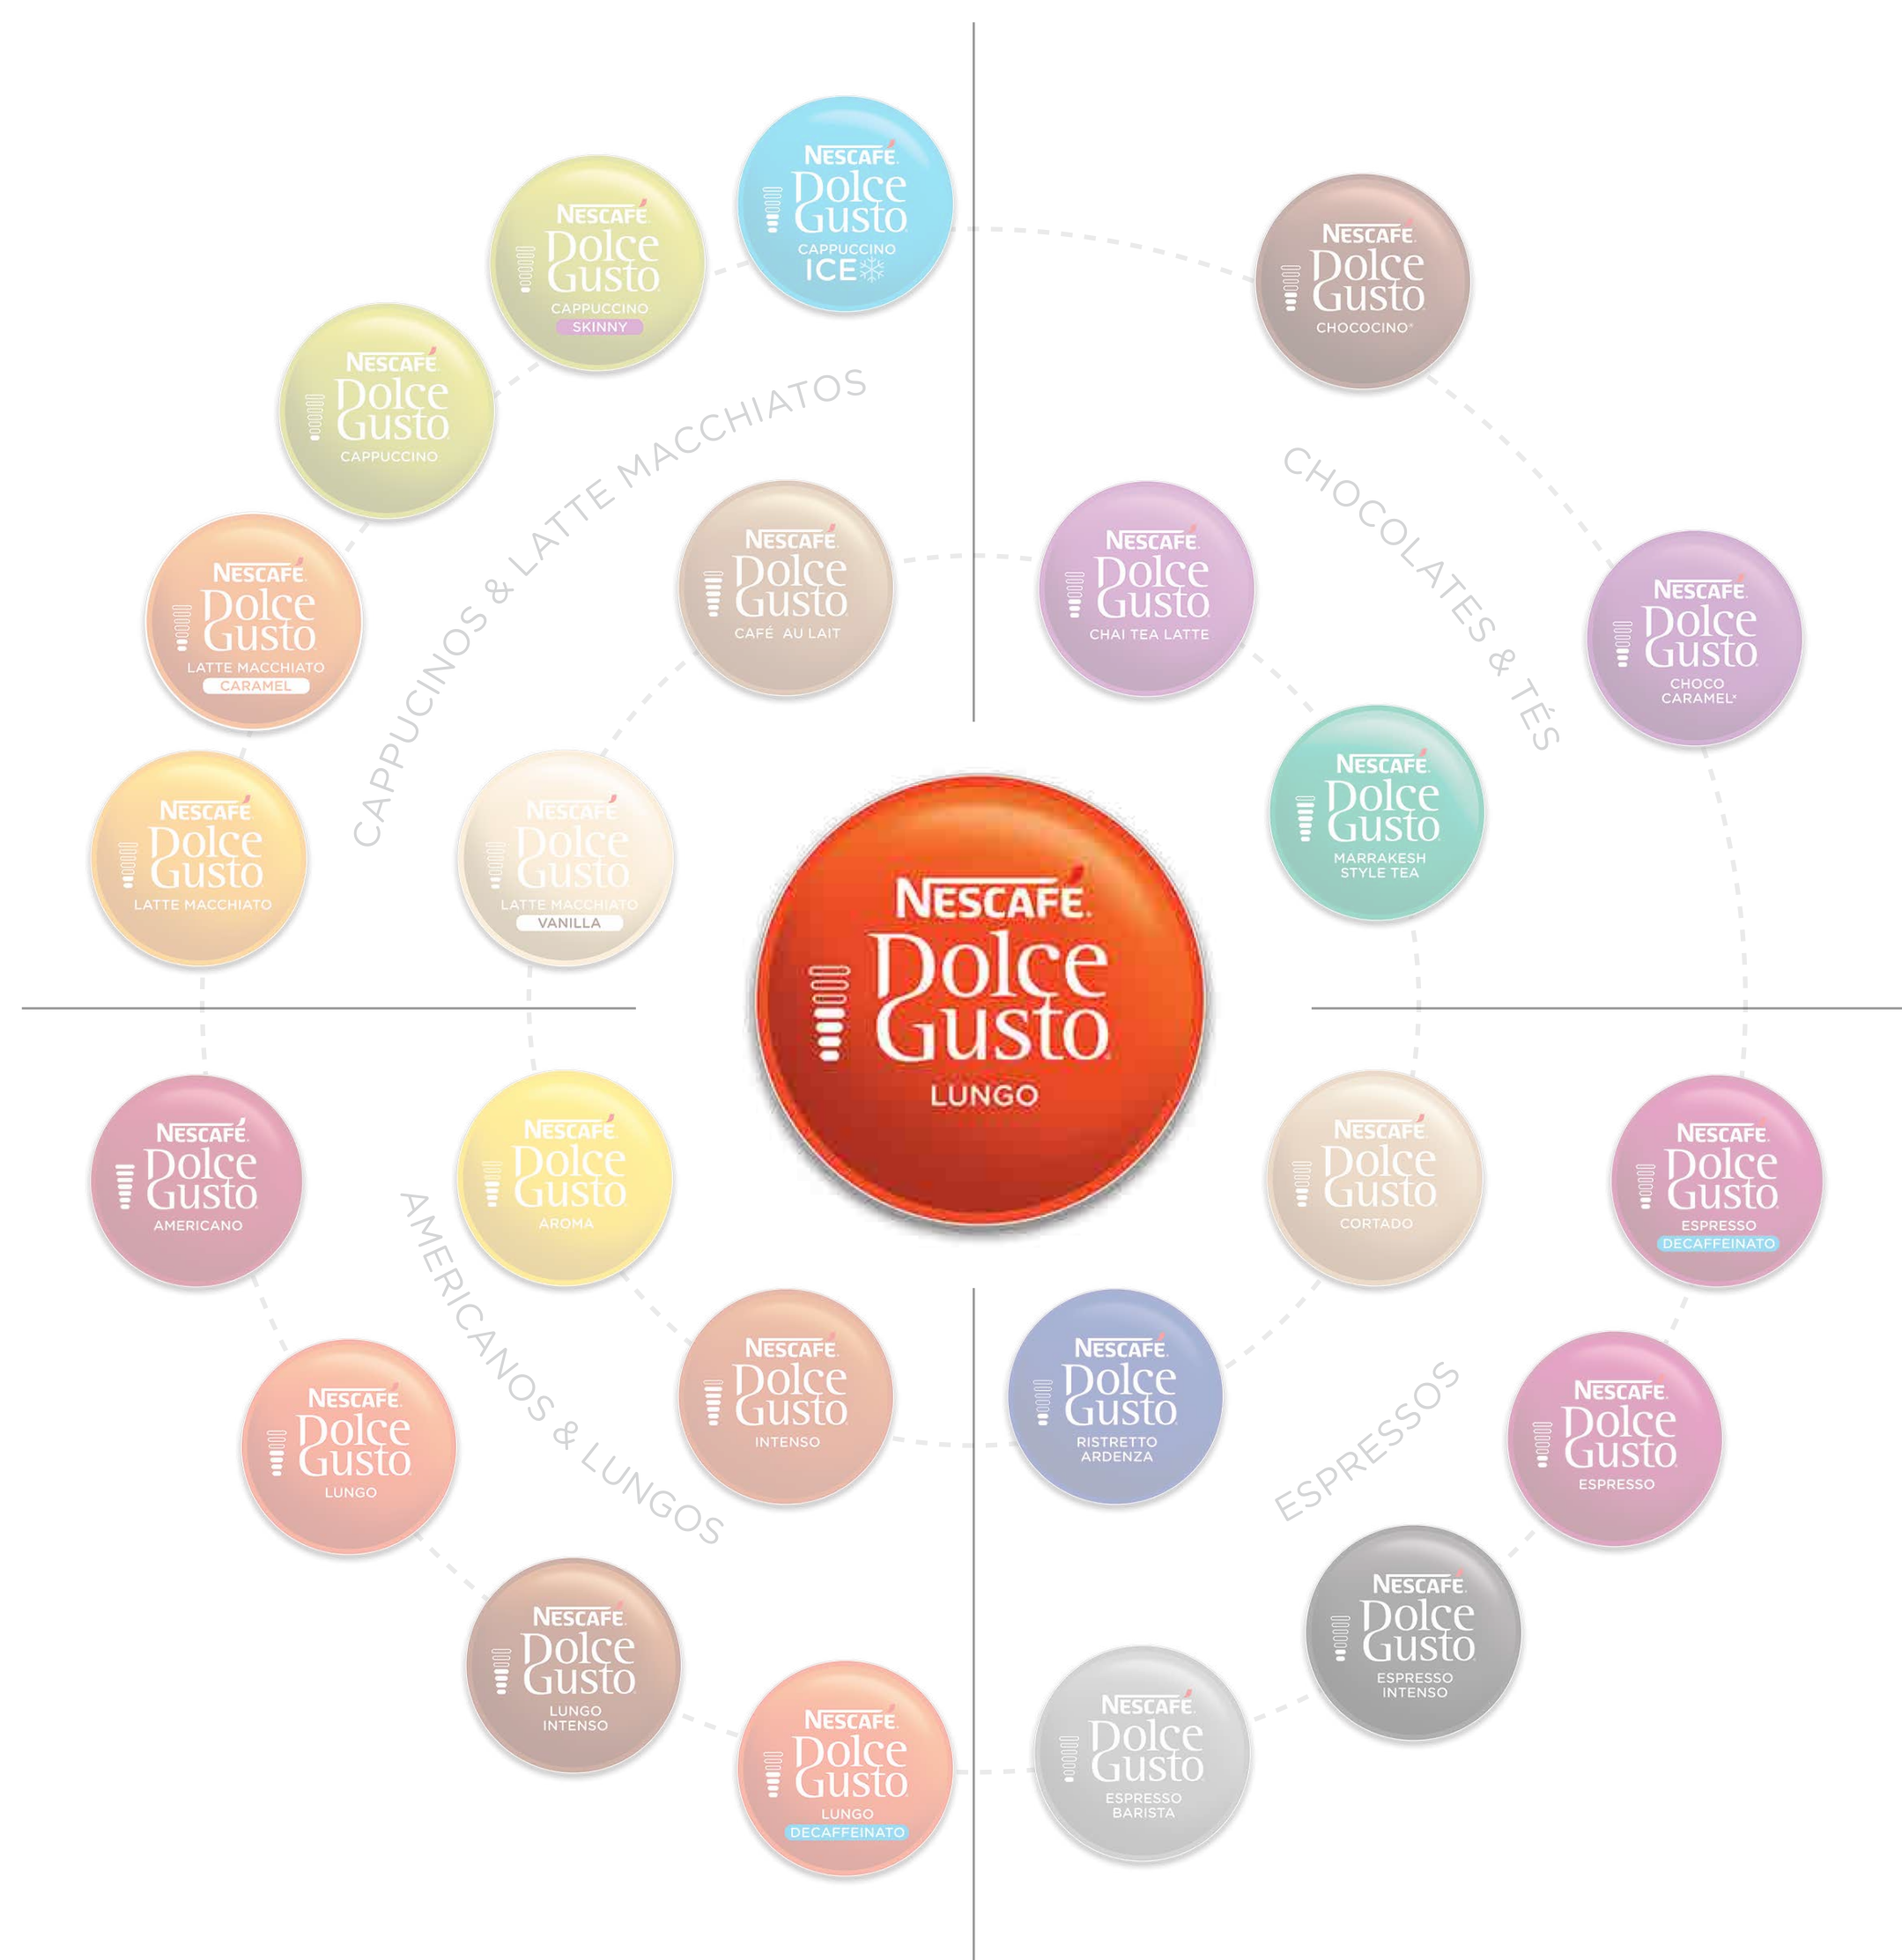 NESCAFÉ
Dolce
Gusto
CAPPUCCINO
ICE
NESCAFÉ
Dolce
Gusto
CAPPUCCINO
SKINNY
NESCAFÉ
Dolce
Gusto
CAPPUCCINO
NESCAFÉ
Dolce
Gusto
LATTE MACCHIATO
CARAMEL
NESCAFÉ
Dolce
Gusto
LATTE MACCHIATO
CAPPUCINOS & LATTE MACCHIATOS
NESCAFÉ
Dolce
Gusto
CAFÉ AU LAIT
NESCAFÉ
Dolce
Gusto
LATTE MACCHIATO
VANILLA
NESCAFÉ
Dolce
Gusto
CHOCOCINO
NESCAFÉ
Dolce
Gusto
CHOCO
CARAMEL
CHOCOLATES & TÉS
NESCAFÉ
Dolce
Gusto
CHAI TEA LATTE
NESCAFÉ
Dolce
Gusto
MARRAKESH
STYLE TEA
NESCAFÉ
Dolce
Gusto
LUNGO
NESCAFÉ
Dolce
Gusto
AMERICANO
NESCAFÉ
Dolce
Gusto
AROMA
NESCAFÉ
Dolce
Gusto
INTENSO
AMERICANOS & LUNGOS
NESCAFÉ
Dolce
Gusto
LUNGO
NESCAFÉ
Dolce
Gusto
LUNGO
INTENSO
NESCAFÉ
Dolce
Gusto
LUNGO
DECAFFEINATO
NESCAFÉ
Dolce
Gusto
CORTADO
NESCAFÉ
Dolce
Gusto
ESPRESSO
DECAFFEINATO
NESCAFÉ
Dolce
Gusto
RISTRETTO
ARDENZA
ESPRESSOS
NESCAFÉ
Dolce
Gusto
ESPRESSO
NESCAFÉ
Dolce
Gusto
ESPRESSO
INTENSO
NESCAFÉ
Dolce
Gusto
ESPRESSO
BARISTA